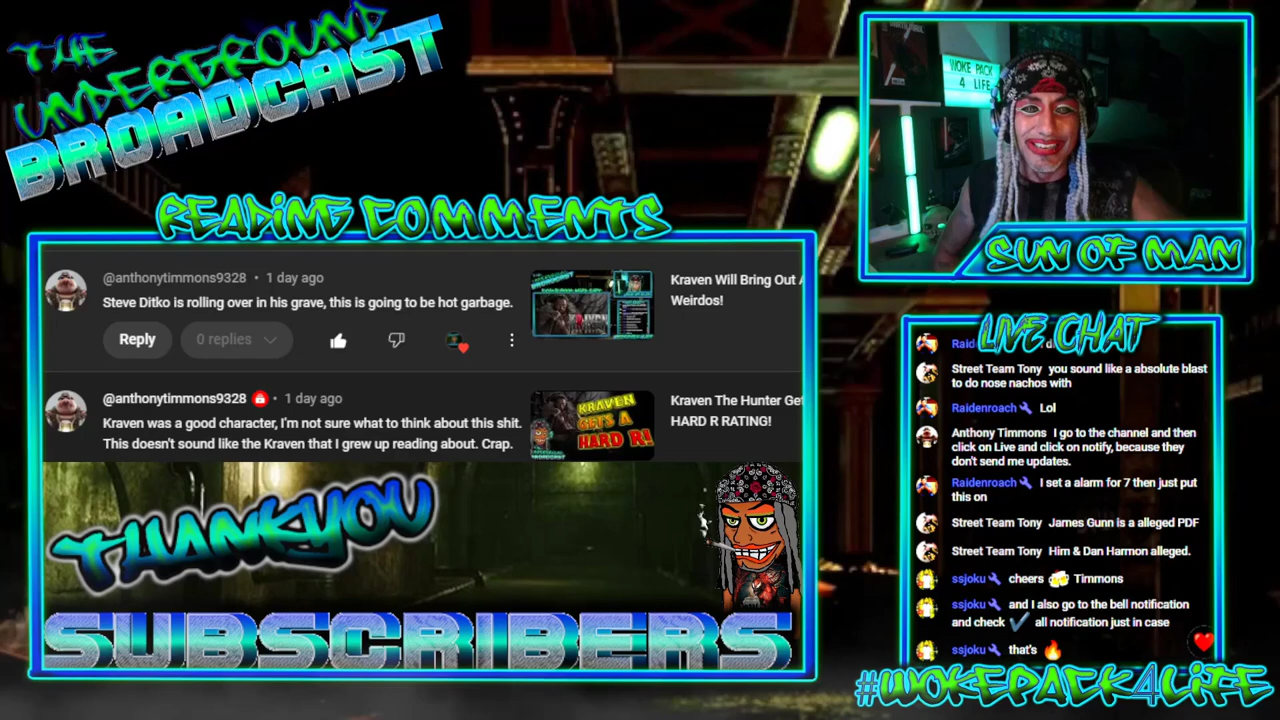 THE
UNDERGROUND
BROADCAST
WOKE PACK
4 LIFE
SUN OF MAN
READING COMMENTS
@anthonytimmons9328 • 1 day ago
Steve Ditko is rolling over in his grave, this is going to be hot garbage.
Reply 0 replies
Kraven Will Bring Out
Weirdos!
@anthonytimmons9328 • 1 day ago
Kraven was a good character, I'm not sure what to think about this shit.
This doesn't sound like the Kraven that I grew up reading about. Crap.
KRAVEN
GETS A
HARD R!
Kraven The Hunter Get
HARD R RATING!
THANKYOU
SUBSCRIBERS
LIVE CHAT
Street Team Tony you sound like a absolute blast
to do nose nachos with
Raidenroach Lol
Anthony Timmons I go to the channel and then
click on Live and click on notify, because they
don't send me updates.
Raidenroach I set a alarm for 7 then just put
this on
Street Team Tony James Gunn is a alleged PDF
Street Team Tony Him & Dan Harmon alleged.
ssjoku cheers 🍻 Timmons
ssjoku and I also go to the bell notification
and check ✔ all notification just in case
ssjoku that's 🔥
#WOKEPACK4LIFE